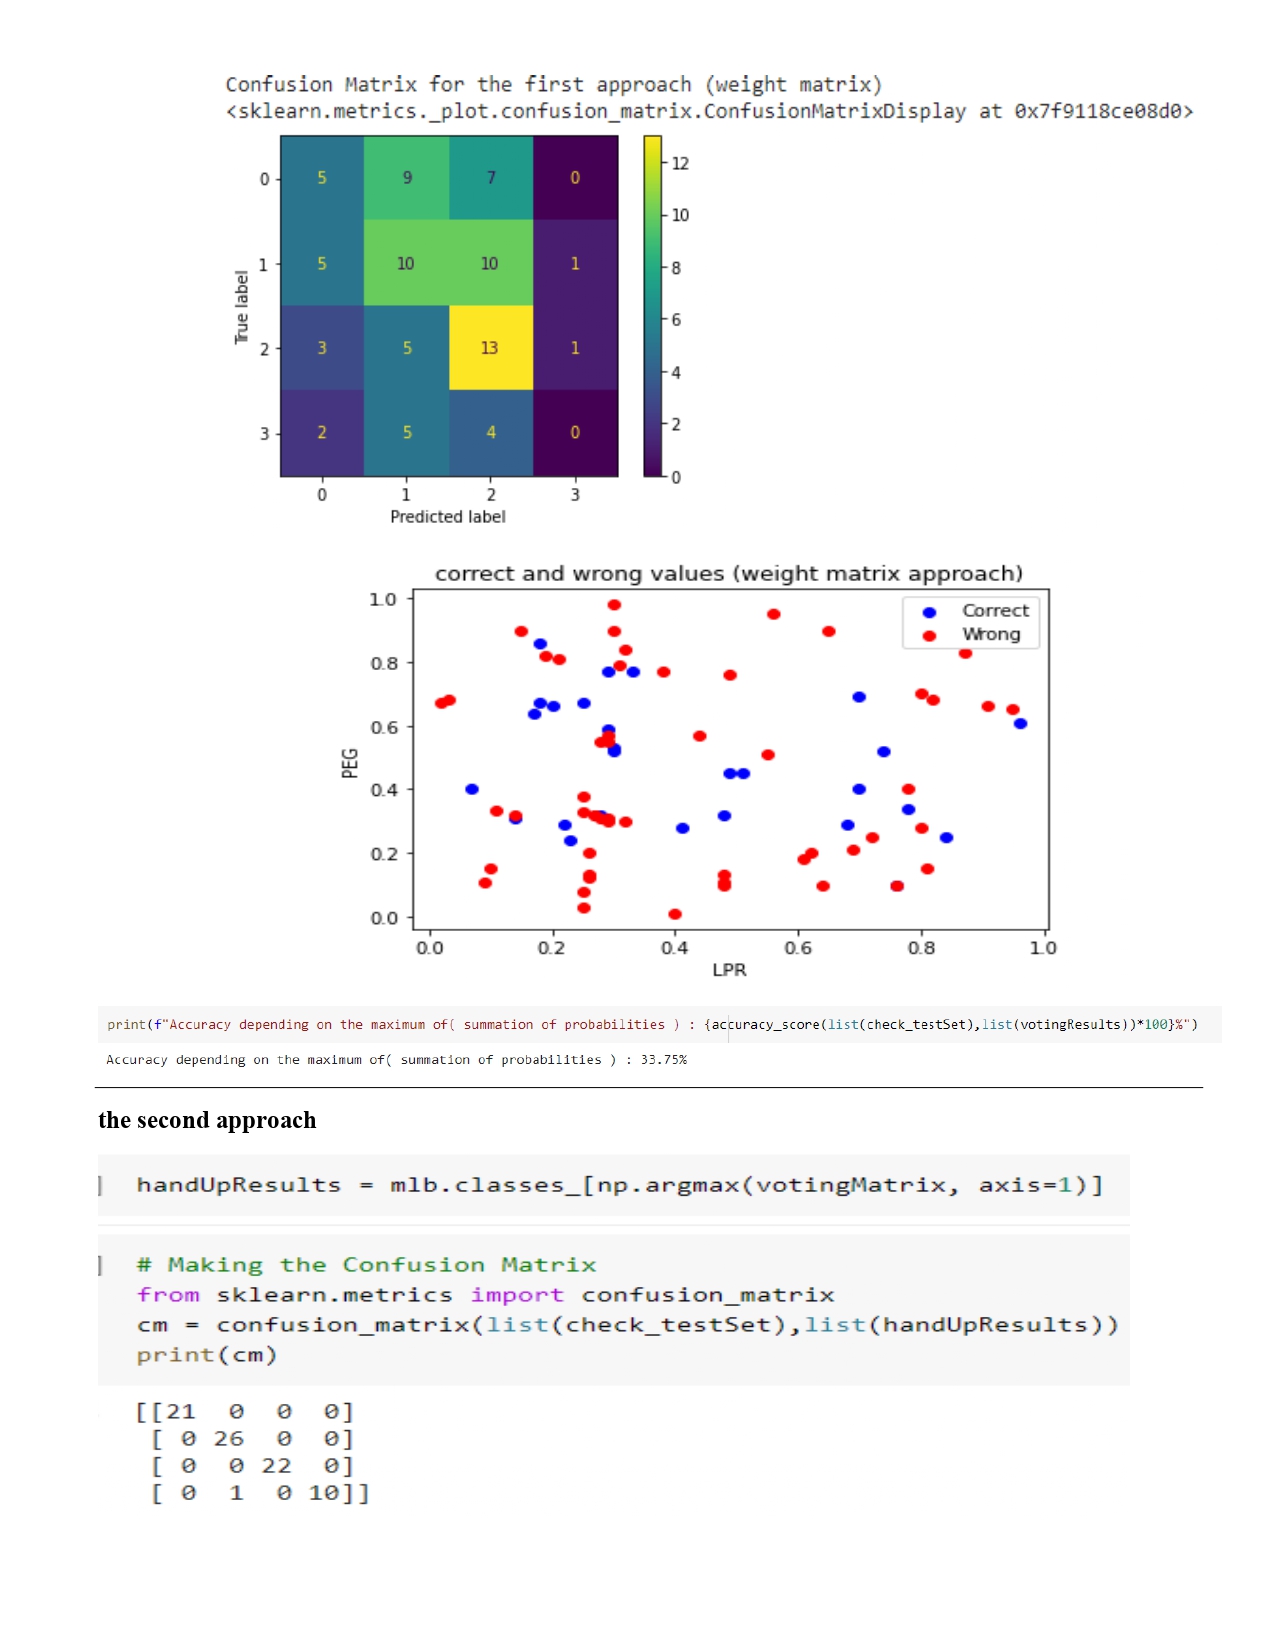 Confusion Matrix for the first approach (weight matrix)
<sklearn.metrics._plot.confusion_matrix.ConfusionMatrixDisplay at 0x7f9118ce08d0>
0 5 9 7 0
1 5 10 10 1
2 3 5 13 1
3 2 5 4 0
True label
0 1 2 3
Predicted label
12
10
8
6
4
2
0
correct and wrong values (weight matrix approach)
Correct
Wrong
1.0
0.8
0.6
0.4
0.2
0.0
PEG
0.0 0.2 0.4 0.6 0.8 1.0
LPR
print(f"Accuracy depending on the maximum of( summation of probabilities ) : {accuracy_score(list(check_testSet),list(votingResults))*100}%")
Accuracy depending on the maximum of( summation of probabilities ) : 33.75%
the second approach
] handUpResults = mlb.classes_[np.argmax(votingMatrix, axis=1)]
] # Making the Confusion Matrix
from sklearn.metrics import confusion_matrix
cm = confusion_matrix(list(check_testSet),list(handUpResults))
print(cm)
[[21 0 0 0]
[ 0 26 0 0]
[ 0 0 22 0]
[ 0 1 0 10]]